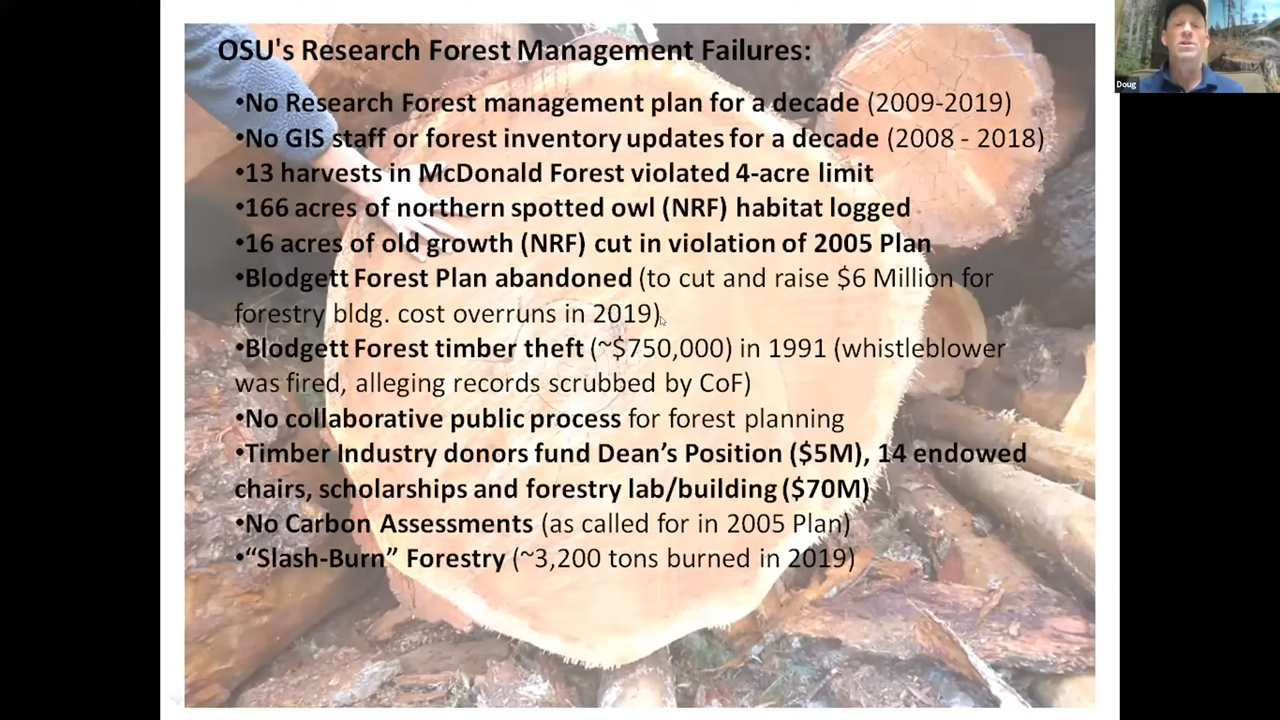 OSU's Research Forest Management Failures:
•No Research Forest management plan for a decade (2009-2019)
•No GIS staff or forest inventory updates for a decade (2008 - 2018)
•13 harvests in McDonald Forest violated 4-acre limit
•166 acres of northern spotted owl (NRF) habitat logged
•16 acres of old growth (NRF) cut in violation of 2005 Plan
•Blodgett Forest Plan abandoned (to cut and raise $6 Million for
forestry bldg. cost overruns in 2019)
•Blodgett Forest timber theft (~$750,000) in 1991 (whistleblower
was fired, alleging records scrubbed by CoF)
•No collaborative public process for forest planning
•Timber Industry donors fund Dean’s Position ($5M), 14 endowed
chairs, scholarships and forestry lab/building ($70M)
•No Carbon Assessments (as called for in 2005 Plan)
•“Slash-Burn” Forestry (~3,200 tons burned in 2019)
Doug